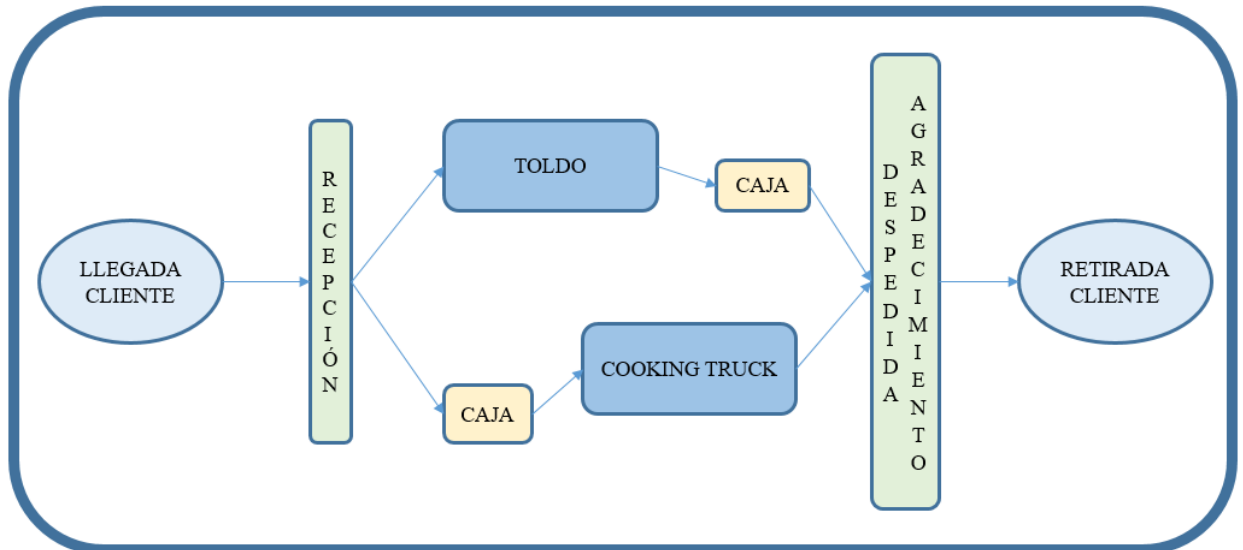 LLEGADA
CLIENTE
RECEPCIÓN
TOLDO
CAJA
CAJA
COOKING TRUCK
DESPEDIDA
AGRADECIMIENTO
RETIRADA
CLIENTE